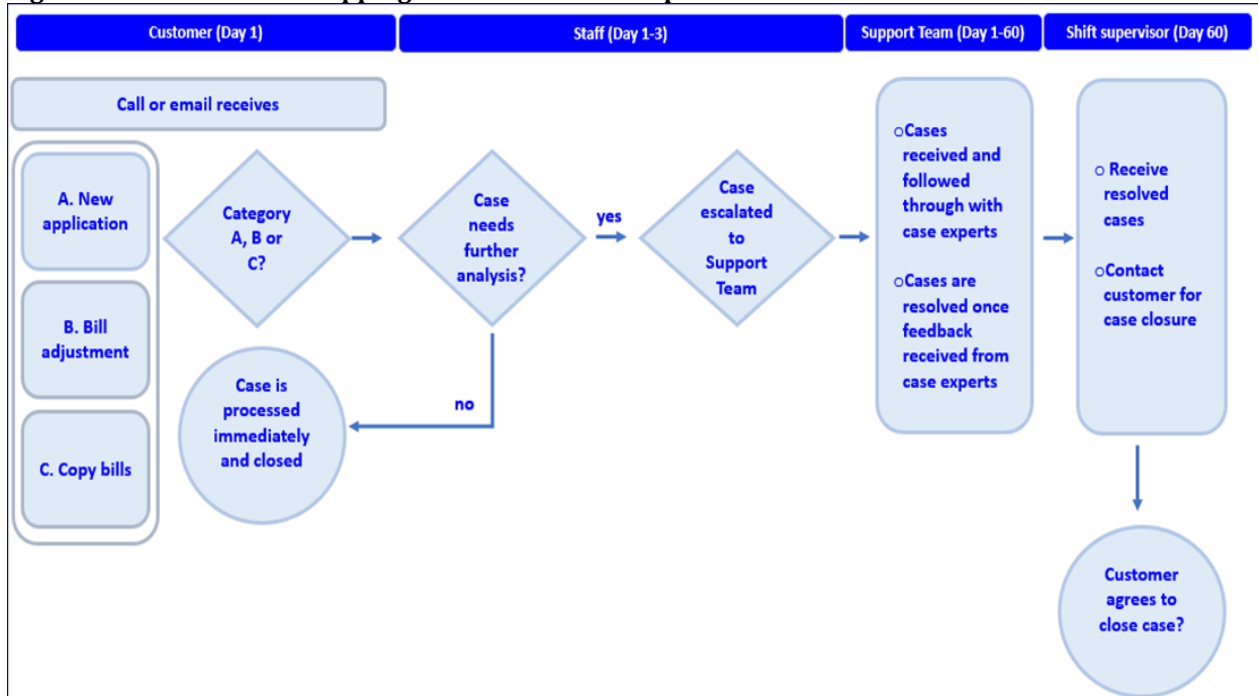 Customer (Day 1)
Staff (Day 1-3)
Support Team (Day 1-60)
Shift supervisor (Day 60)
Call or email receives
A. New
application
B. Bill
adjustment
C. Copy bills
Category
A, B or
C?
Case is
processed
immediately
and closed
Case
needs
further
analysis?
yes
no
Case
escalated
to
Support
Team
oCases
received and
followed
through with
case experts
oCases are
resolved once
feedback
received from
case experts
o Receive
resolved
cases
oContact
customer for
case closure
Customer
agrees to
close case?